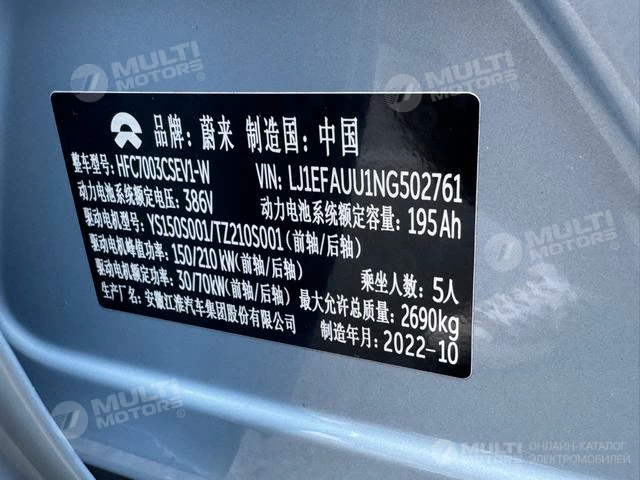 MULTI MOTORS
MULTI MOTORS
品牌: 蔚来 制造国: 中国
整车型号: HFC7003CSEV1-W VIN: LJ1EFAUU1NG502761
动力电池系统额定电压: 386V 动力电池系统额定容量: 195Ah
驱动电机型号: YS150S001/TZ210S001(前轴/后轴)
驱动电机峰值功率: 150/210kW(前轴/后轴) 乘坐人数: 5人
驱动电机额定功率: 30/70kW(前轴/后轴) 最大允许总质量: 2690kg
生产厂名: 安徽江淮汽车集团股份有限公司 制造年月: 2022-10
MULTI MOTORS
MULTI MOTORS
ОНЛАЙН-КАТАЛОГ
ЭЛЕКТРОМОБИЛЕЙ